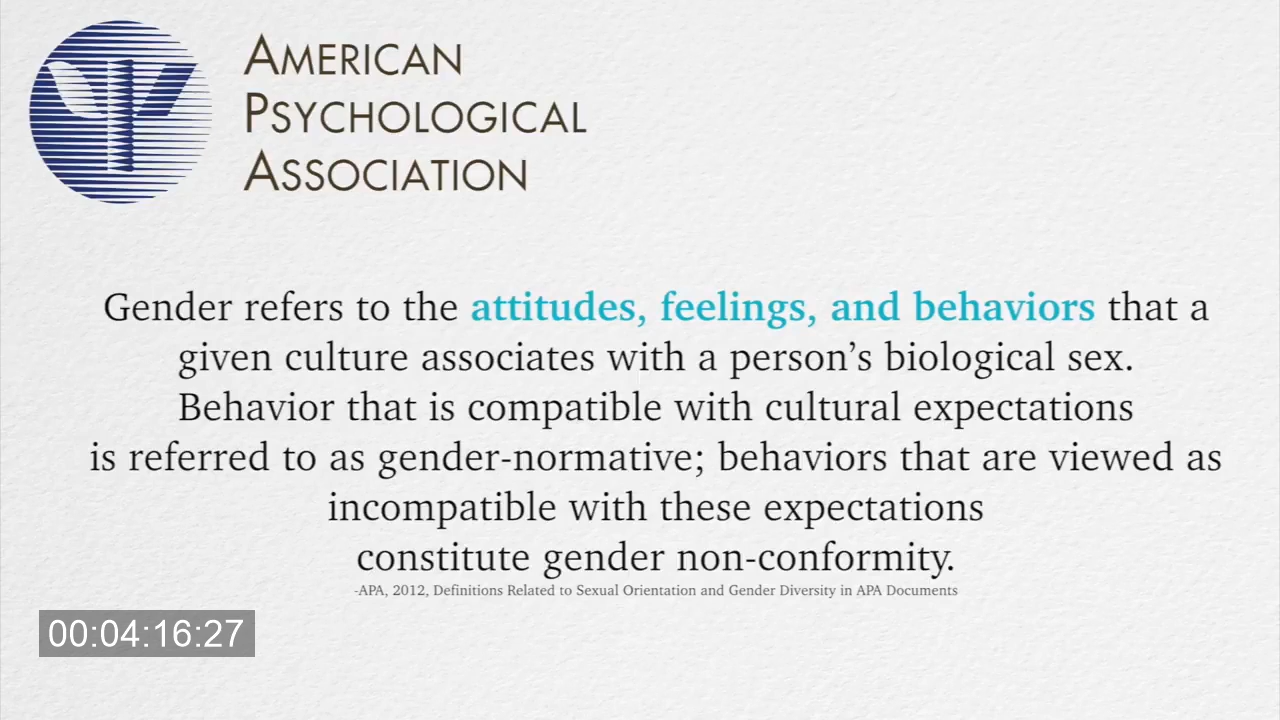 AMERICAN
PSYCHOLOGICAL
ASSOCIATION
Gender refers to the attitudes, feelings, and behaviors that a
given culture associates with a person’s biological sex.
Behavior that is compatible with cultural expectations
is referred to as gender-normative; behaviors that are viewed as
incompatible with these expectations
constitute gender non-conformity.
-APA, 2012, Definitions Related to Sexual Orientation and Gender Diversity in APA Documents
00:04:16:27